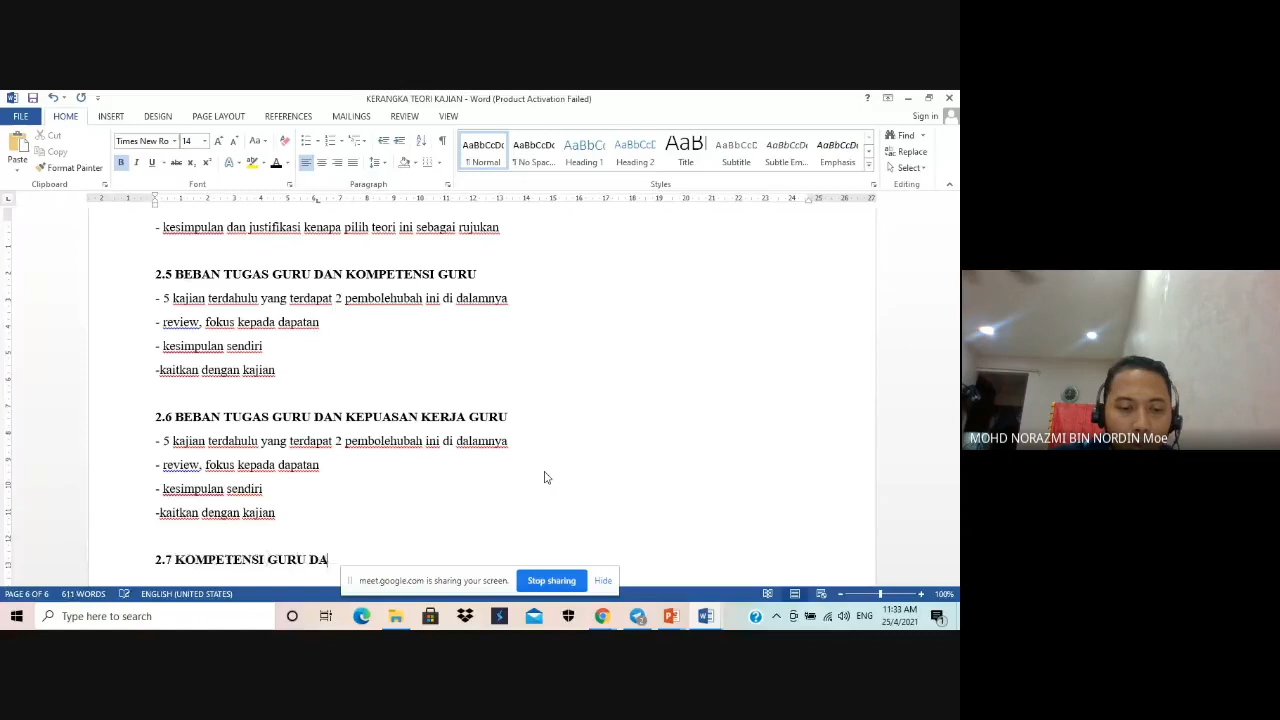 KERANGKA TEORI KAJIAN - Word (Product Activation Failed)
FILE HOME INSERT DESIGN PAGE LAYOUT REFERENCES MAILINGS REVIEW VIEW Sign in
Paste Cut Copy Format Painter
Times New Ro 14
AaBbCcDc AaBbCcDc AaBbC AaBbCcC AaB AaBbCcC AaBbCcDc AaBbCcDc
¶ Normal ¶ No Spac... Heading 1 Heading 2 Title Subtitle Subtle Em... Emphasis
Find Replace Select
Clipboard Font Paragraph Styles Editing
- kesimpulan dan justifikasi kenapa pilih teori ini sebagai rujukan
2.5 BEBAN TUGAS GURU DAN KOMPETENSI GURU
- 5 kajian terdahulu yang terdapat 2 pembolehubah ini di dalamnya
- review, fokus kepada dapatan
- kesimpulan sendiri
-kaitkan dengan kajian
2.6 BEBAN TUGAS GURU DAN KEPUASAN KERJA GURU
- 5 kajian terdahulu yang terdapat 2 pembolehubah ini di dalamnya
- review, fokus kepada dapatan
- kesimpulan sendiri
-kaitkan dengan kajian
2.7 KOMPETENSI GURU DA
meet.google.com is sharing your screen. Stop sharing Hide
PAGE 6 OF 6 611 WORDS ENGLISH (UNITED STATES) 100%
Type here to search
ENG 11:33 AM
25/4/2021
MOHD NORAZMI BIN NORDIN Moe